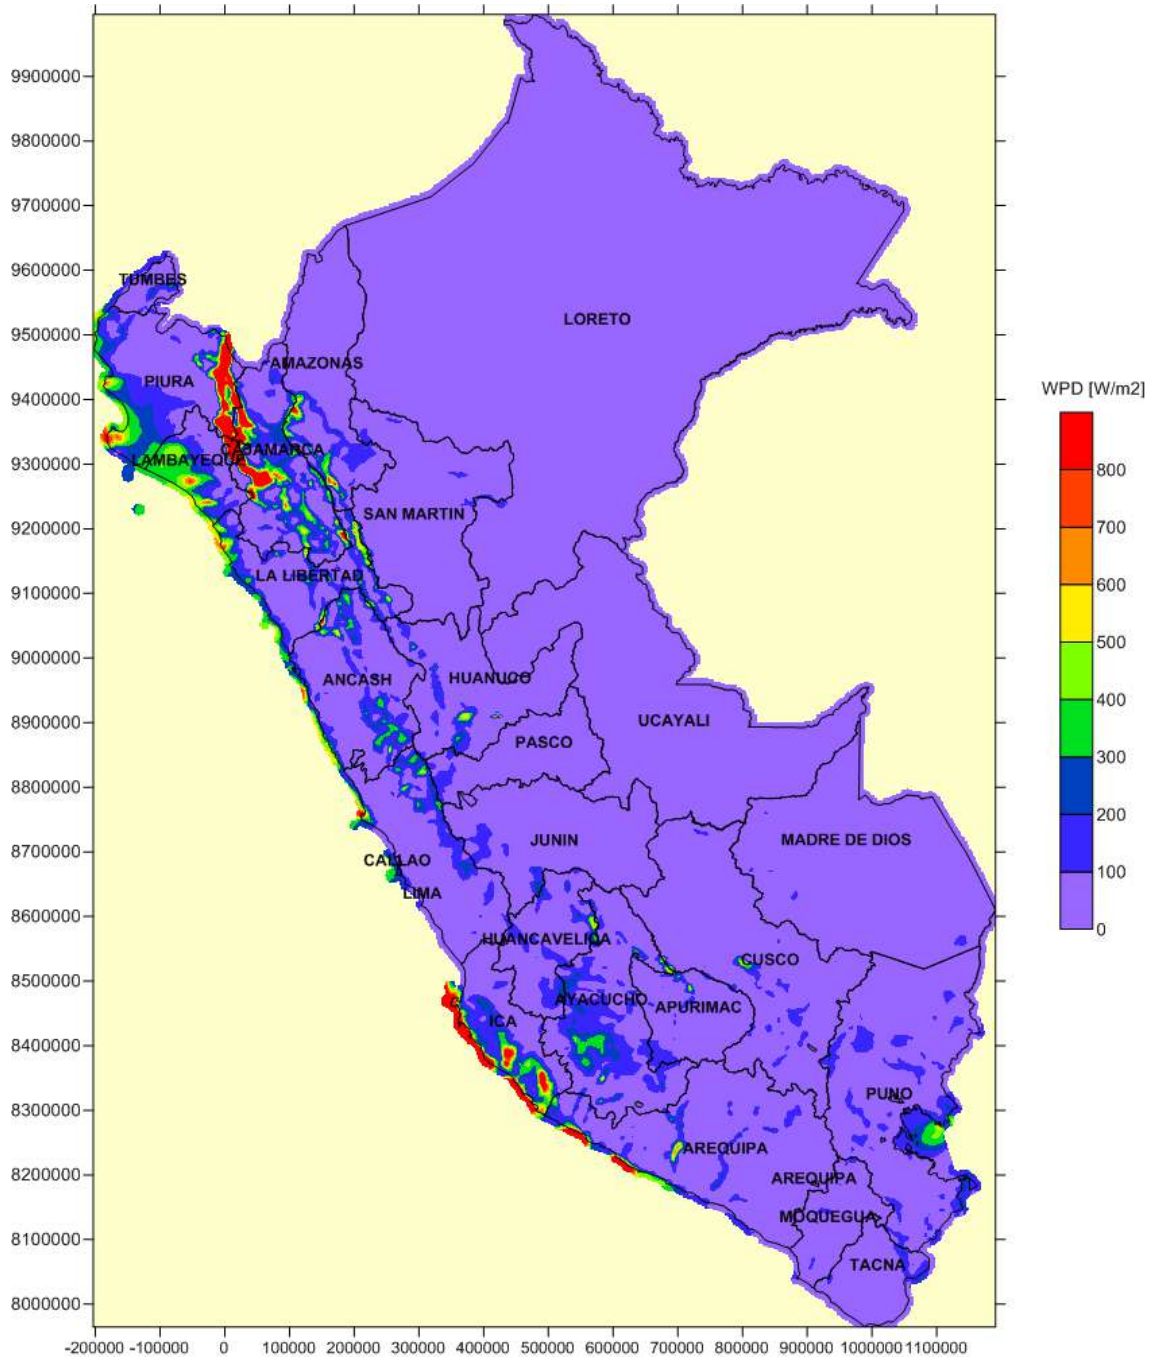 9900000
9800000
9700000
9600000
9500000
9400000
9300000
9200000
9100000
9000000
8900000
8800000
8700000
8600000
8500000
8400000
8300000
8200000
8100000
8000000
-200000 -100000 0 100000 200000 300000 400000 500000 600000 700000 800000 900000 1000000 1100000
TUMBES
LORETO
AMAZONAS
PIURA
CAJAMARCA
LAMBAYEQUE
SAN MARTIN
LA LIBERTAD
ANCASH
HUANUCO
UCAYALI
PASCO
JUNIN
MADRE DE DIOS
CALLAO
LIMA
HUANCAVELICA
CUSCO
AYACUCHO
APURIMAC
ICA
PUNO
AREQUIPA
AREQUIPA
MOQUEGUA
TACNA
WPD [W/m2]
800
700
600
500
400
300
200
100
0